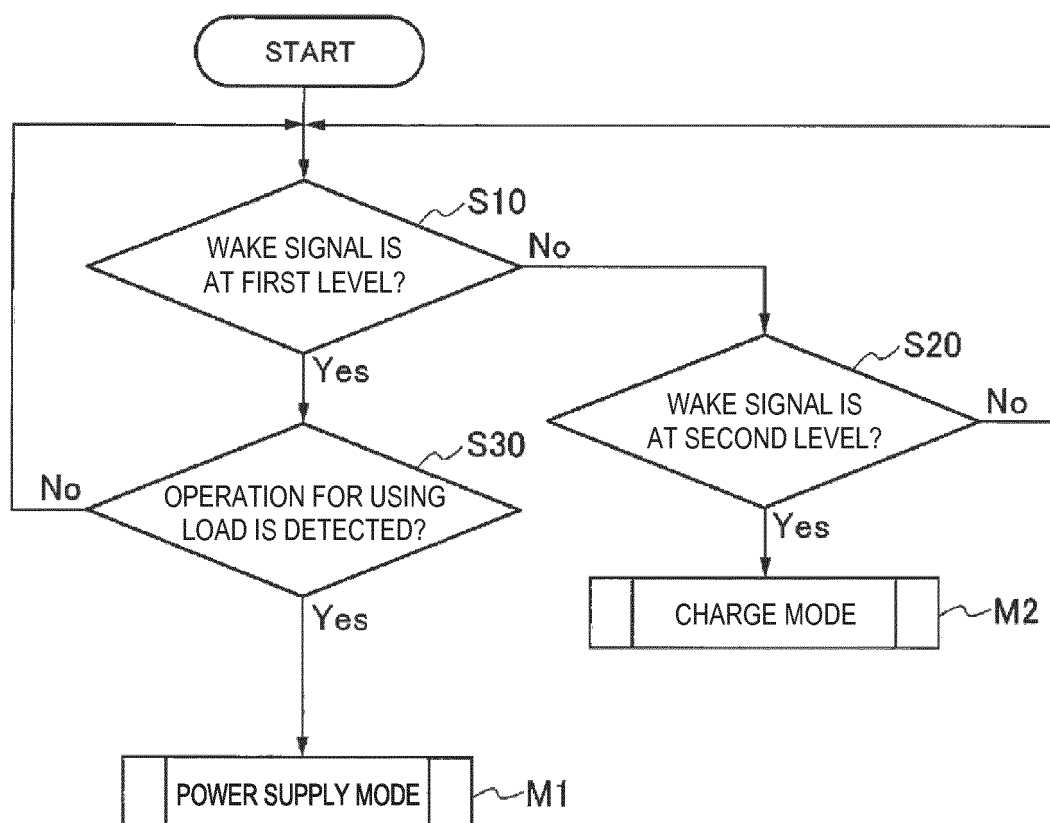 START
S10
WAKE SIGNAL IS
AT FIRST LEVEL?
No
Yes
S20
WAKE SIGNAL IS
AT SECOND LEVEL?
No
Yes
S30
OPERATION FOR USING
LOAD IS DETECTED?
No
Yes
CHARGE MODE
M2
POWER SUPPLY MODE
M1